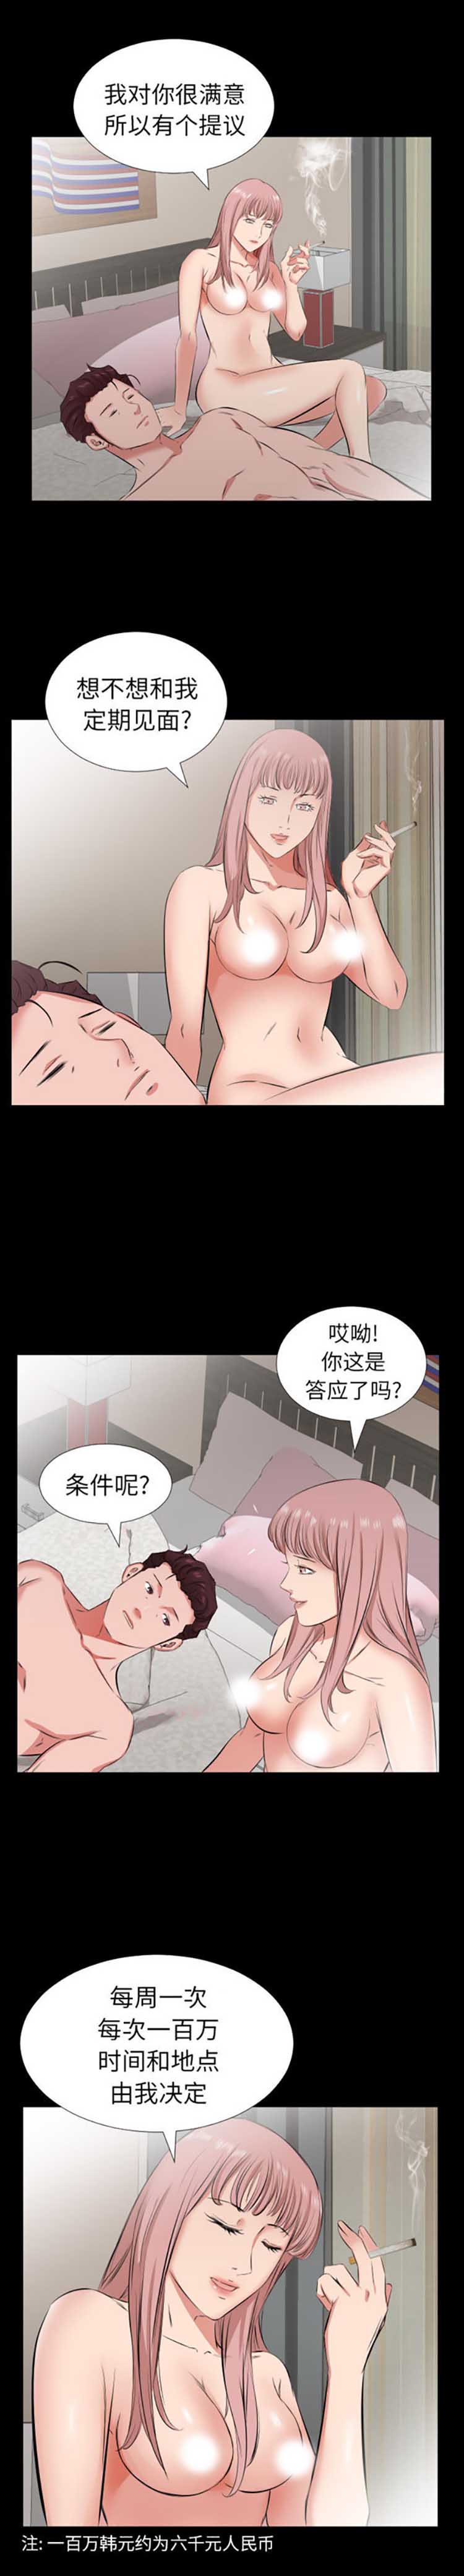 我对你很满意
所以有个提议
想不想和我
定期见面?
哎呦!
你这是
答应了吗?
条件呢?
每周一次
每次一百万
时间和地点
由我决定
注: 一百万韩元约为六千元人民币